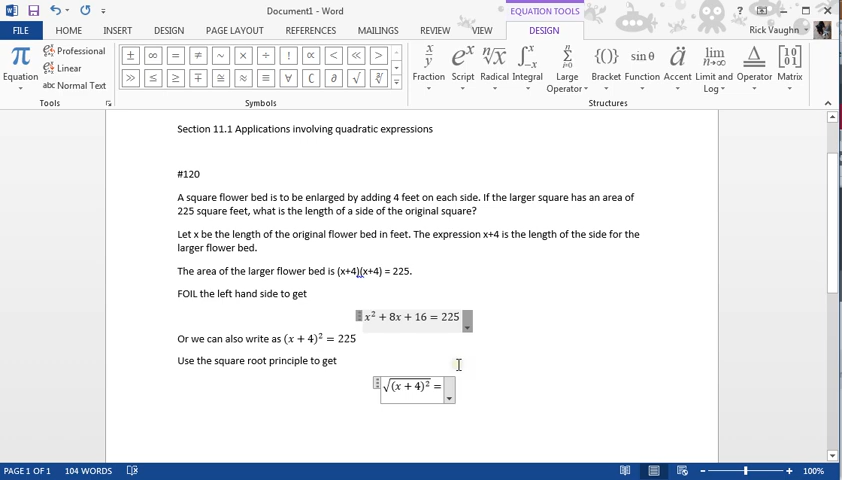 Document1 - Word
EQUATION TOOLS
FILE HOME INSERT DESIGN PAGE LAYOUT REFERENCES MAILINGS REVIEW VIEW DESIGN Rick Vaughn
π Equation
Professional
Linear
abc Normal Text
Tools
± ∞ = ≠ ~ × ÷ ! ∝ < ≪ >
≫ ≤ ≥ ∓ ≅ ≈ ≡ ∀ ∁ ∂ √ ∛
Symbols
Fraction Script Radical Integral Large Operator Bracket Function Accent Limit and Log Operator Matrix
Structures
Section 11.1 Applications involving quadratic expressions
#120
A square flower bed is to be enlarged by adding 4 feet on each side. If the larger square has an area of
225 square feet, what is the length of a side of the original square?
Let x be the length of the original flower bed in feet. The expression x+4 is the length of the side for the
larger flower bed.
The area of the larger flower bed is (x+4)(x+4) = 225.
FOIL the left hand side to get
x² + 8x + 16 = 225
Or we can also write as (x + 4)² = 225
Use the square root principle to get
√(x + 4)² =
PAGE 1 OF 1 104 WORDS 100%